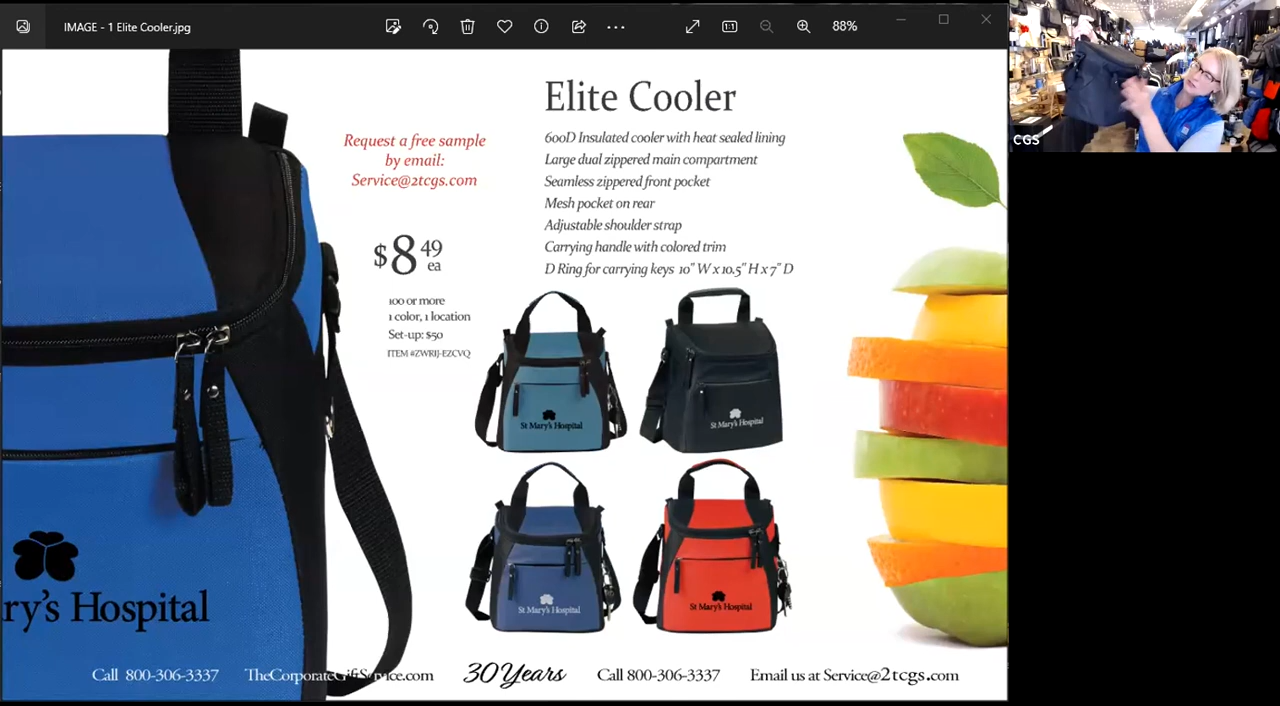 IMAGE - 1 Elite Cooler.jpg
88%
CGS
Elite Cooler
Request a free sample
by email:
Service@2tcgs.com
600D Insulated cooler with heat sealed lining
Large dual zippered main compartment
Seamless zippered front pocket
Mesh pocket on rear
Adjustable shoulder strap
Carrying handle with colored trim
D Ring for carrying keys 10" W x 10.5" H x 7" D
$8 49
ea
100 or more
1 color, 1 location
Set-up: $50
ITEM #ZWRIJ-EZCVQ
St Mary's Hospital
St Mary's Hospital
St Mary's Hospital
St Mary's Hospital
ry's Hospital
Call 800-306-3337 TheCorporateGiftService.com 30 Years Call 800-306-3337 Email us at Service@2tcgs.com